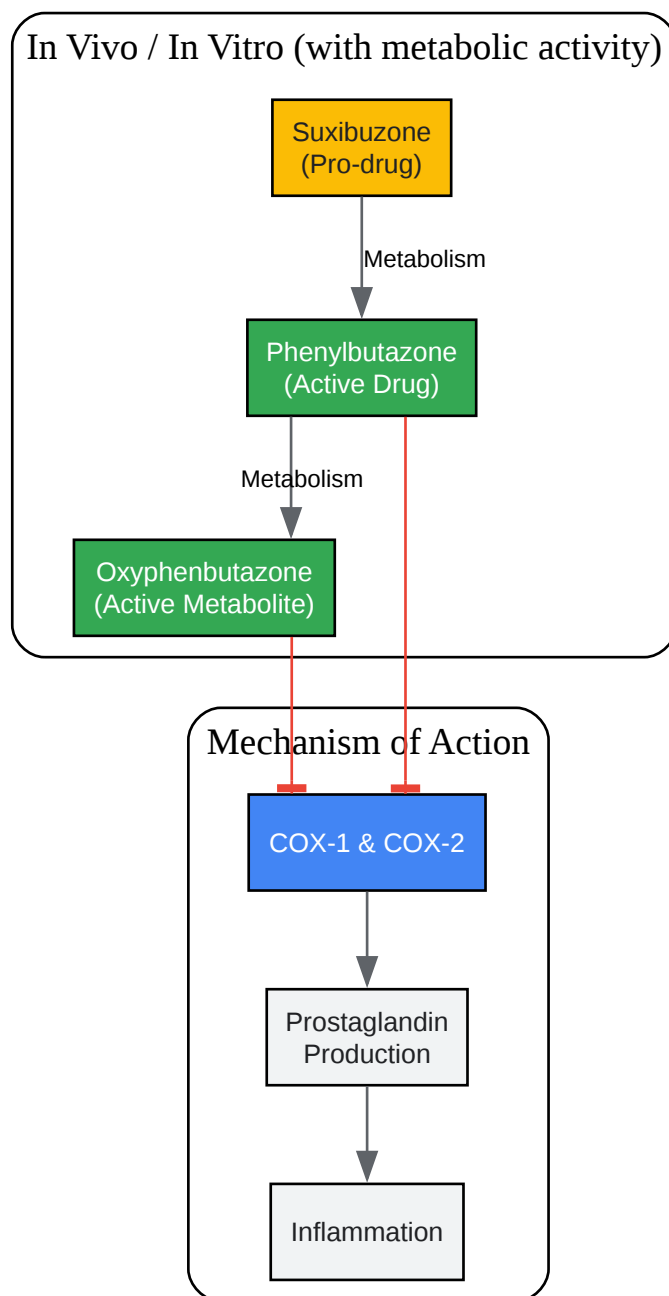 In Vivo / In Vitro (with metabolic activity)
Suxibuzone
(Pro-drug)
Metabolism
Phenylbutazone
(Active Drug)
Metabolism
Oxyphenbutazone
(Active Metabolite)
Mechanism of Action
COX-1 & COX-2
Prostaglandin
Production
Inflammation